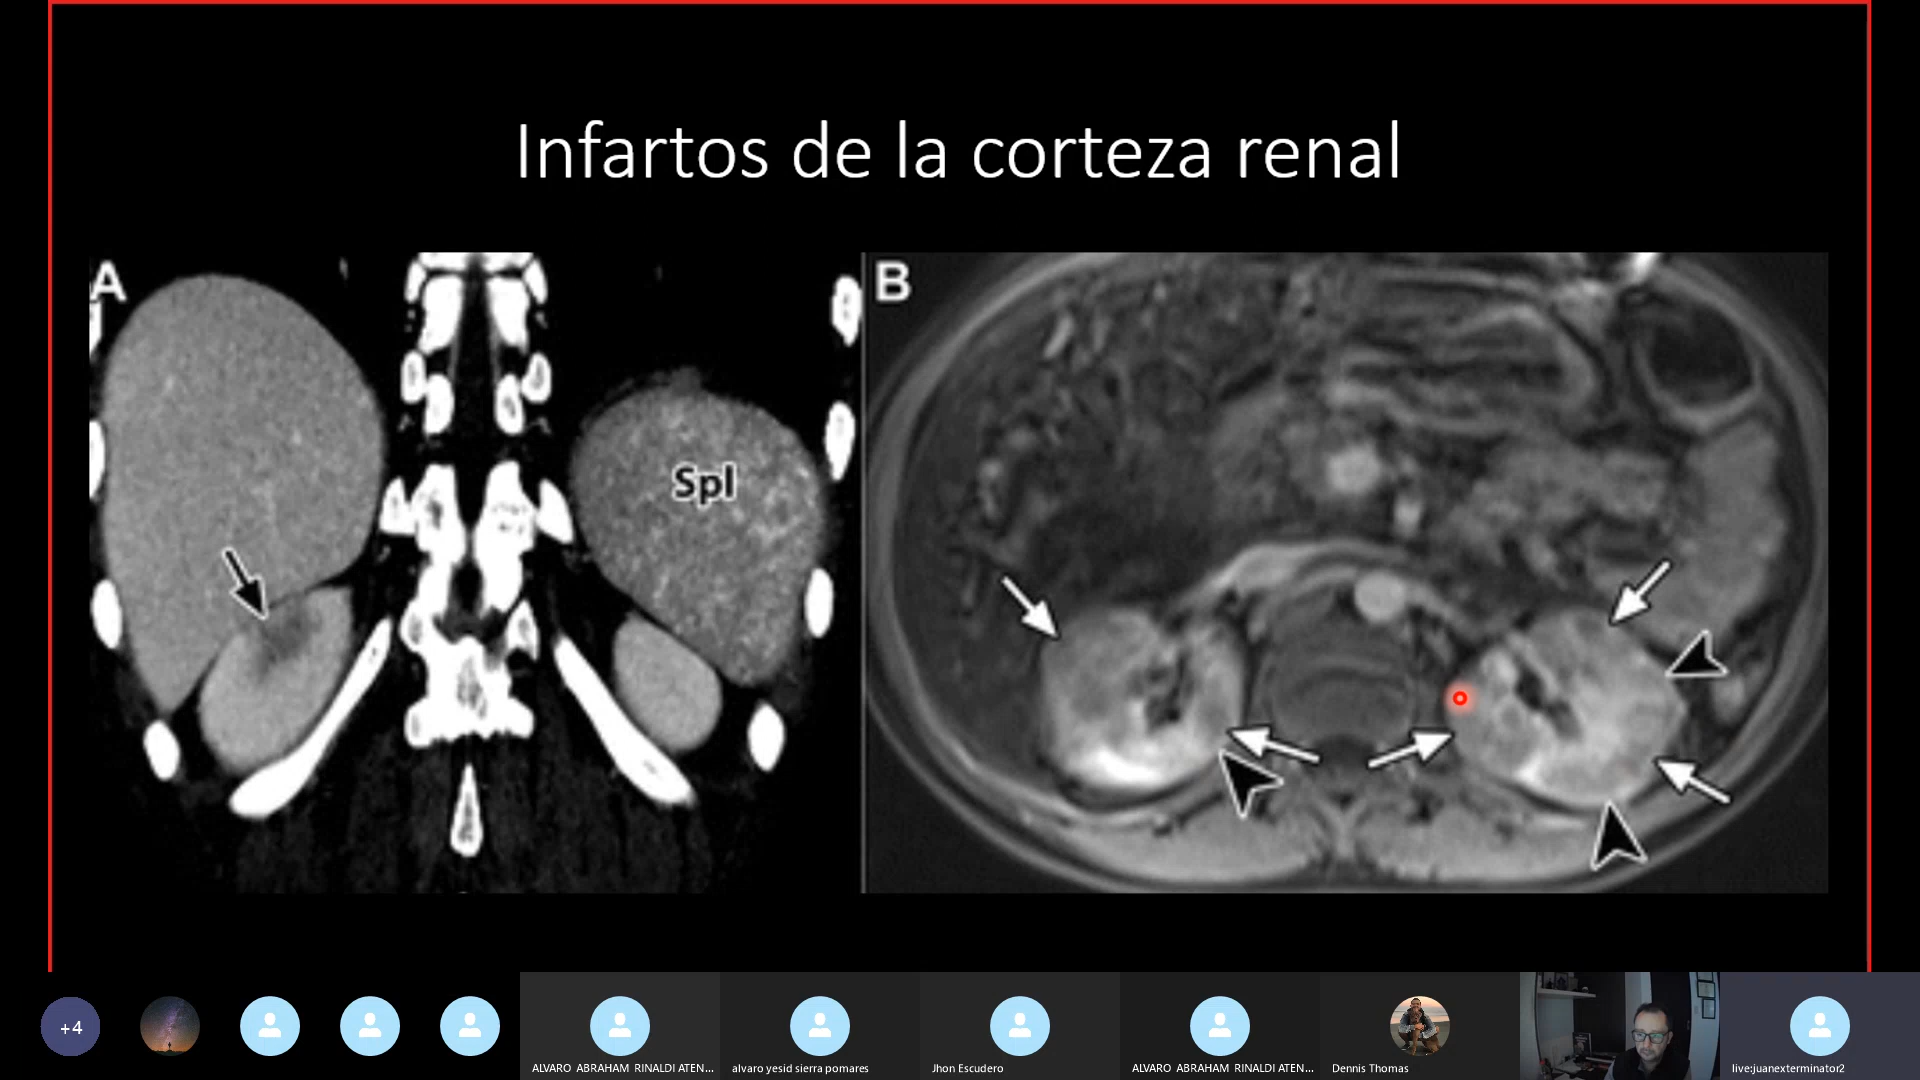 Infartos de la corteza renal
A
B
Spl
+4
ALVARO ABRAHAM RINALDI ATEN...
alvaro yesid sierra pomares
Jhon Escudero
ALVARO ABRAHAM RINALDI ATEN...
Dennis Thomas
live:juanexterminator2